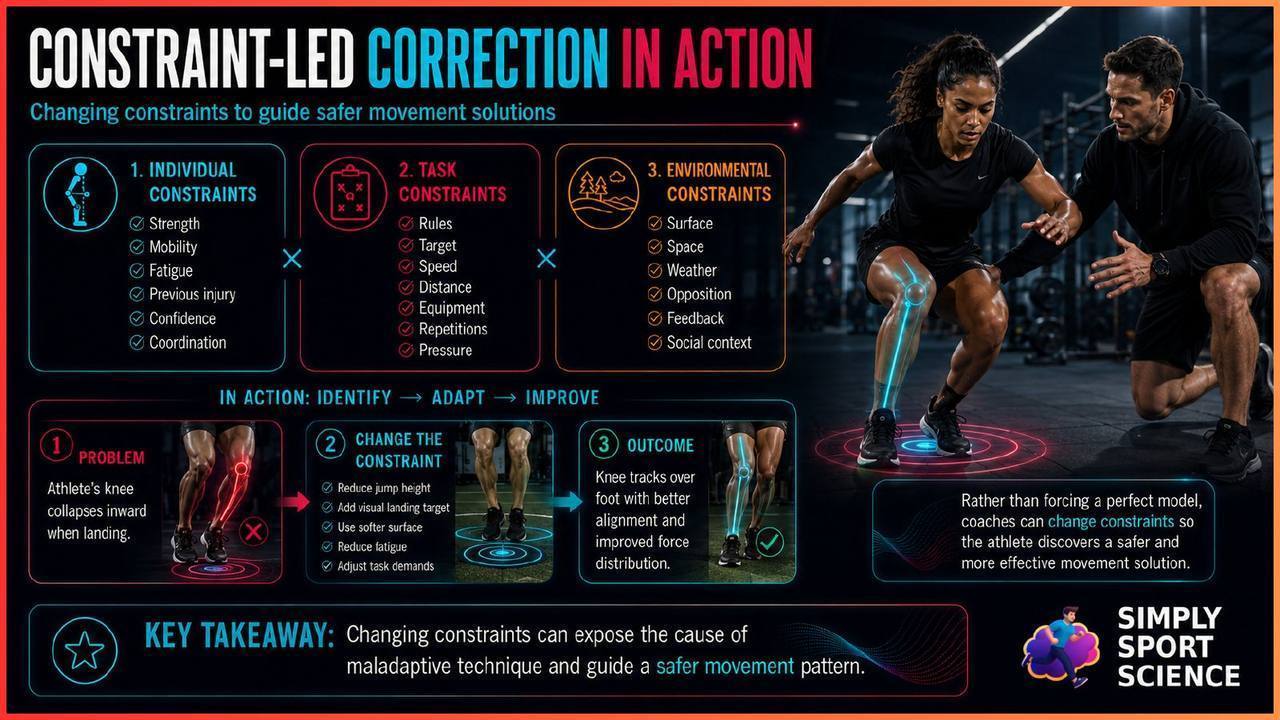 CONSTRAINT-LED CORRECTION IN ACTION
Changing constraints to guide safer movement solutions
1. INDIVIDUAL
CONSTRAINTS
Strength
Mobility
Fatigue
Previous injury
Confidence
Coordination
2. TASK
CONSTRAINTS
Rules
Target
Speed
Distance
Equipment
Repetitions
Pressure
3. ENVIRONMENTAL
CONSTRAINTS
Surface
Space
Weather
Opposition
Feedback
Social context
IN ACTION: IDENTIFY → ADAPT → IMPROVE
1 PROBLEM
Athlete's knee
collapses inward
when landing.
2 CHANGE THE
CONSTRAINT
Reduce jump height
Add visual landing target
Use softer surface
Reduce fatigue
Adjust task demands
3 OUTCOME
Knee tracks over
foot with better
alignment and
improved force
distribution.
Rather than forcing a perfect model,
coaches can change constraints so
the athlete discovers a safer and
more effective movement solution.
KEY TAKEAWAY: Changing constraints can expose the cause of
maladaptive technique and guide a safer movement pattern.
SIMPLY
SPORT
SCIENCE